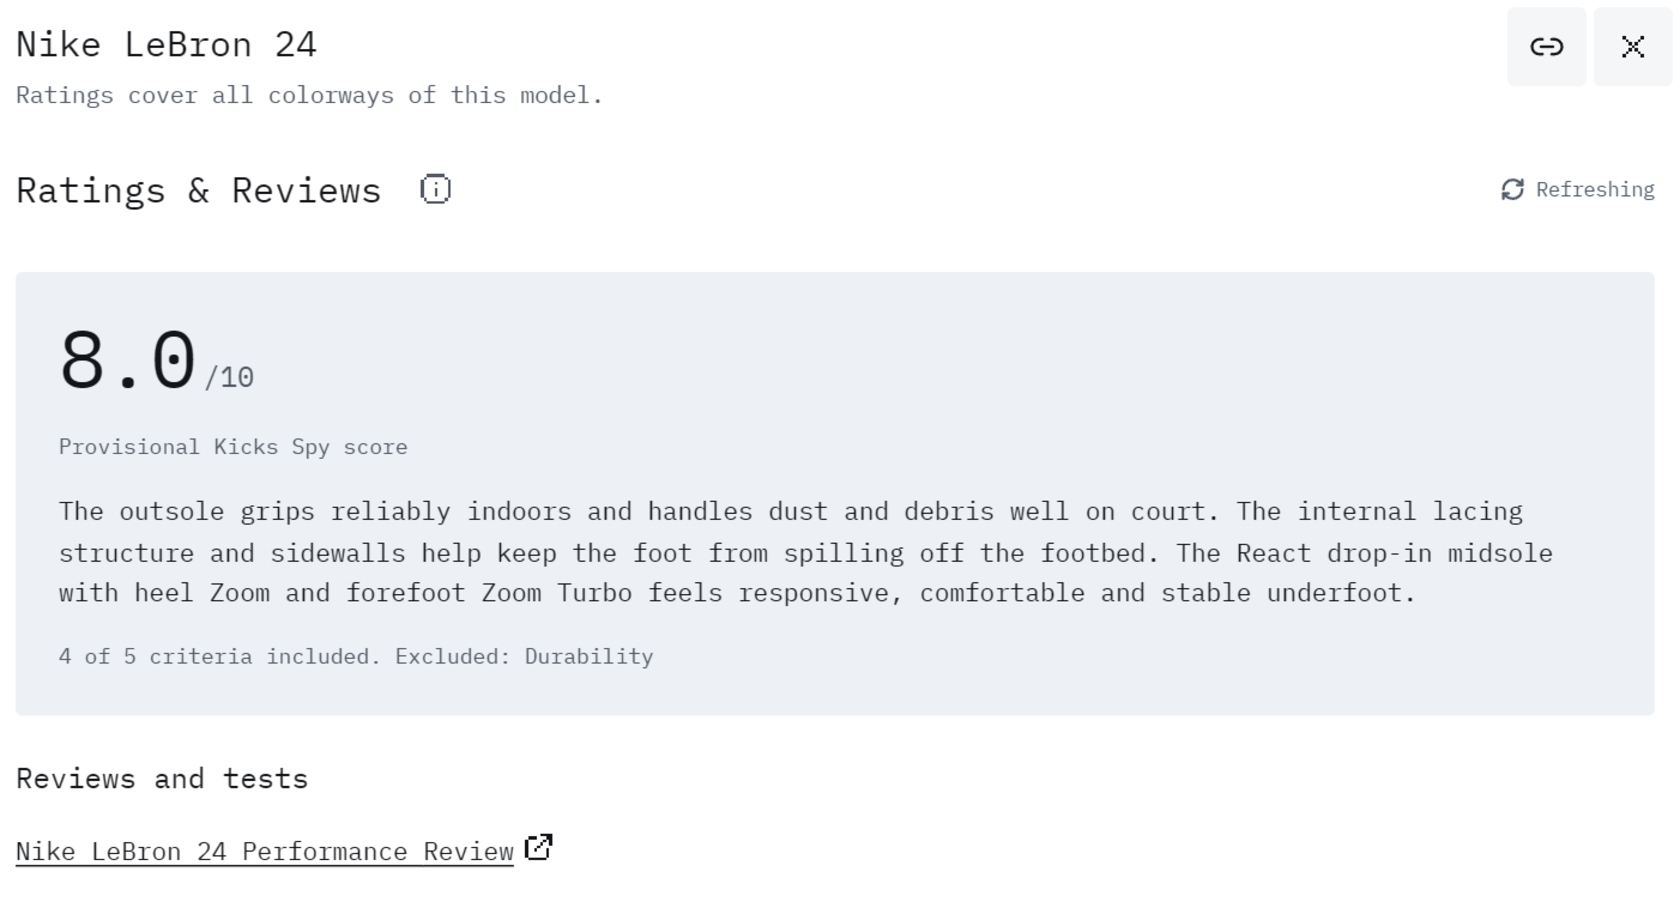 Nike LeBron 24
Ratings cover all colorways of this model.
Ratings & Reviews
Refreshing
8.0/10
Provisional Kicks Spy score
The outsole grips reliably indoors and handles dust and debris well on court. The internal lacing
structure and sidewalls help keep the foot from spilling off the footbed. The React drop-in midsole
with heel Zoom and forefoot Zoom Turbo feels responsive, comfortable and stable underfoot.
4 of 5 criteria included. Excluded: Durability
Reviews and tests
Nike LeBron 24 Performance Review